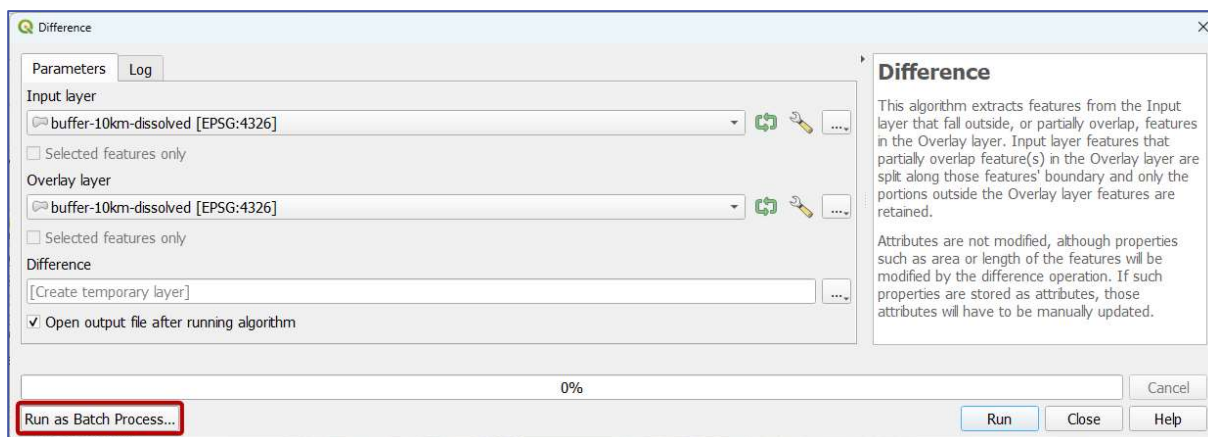 Difference
Parameters
Log
Input layer
buffer-10km-dissolved [EPSG:4326]
...
Selected features only
Overlay layer
buffer-10km-dissolved [EPSG:4326]
...
Selected features only
Difference
[Create temporary layer]
...
Open output file after running algorithm
Difference
This algorithm extracts features from the Input
layer that fall outside, or partially overlap, features
in the Overlay layer. Input layer features that
partially overlap feature(s) in the Overlay layer are
split along those features' boundary and only the
portions outside the Overlay layer features are
retained.
Attributes are not modified, although properties
such as area or length of the features will be
modified by the difference operation. If such
properties are stored as attributes, those
attributes will have to be manually updated.
0%
Cancel
Run as Batch Process...
Run
Close
Help